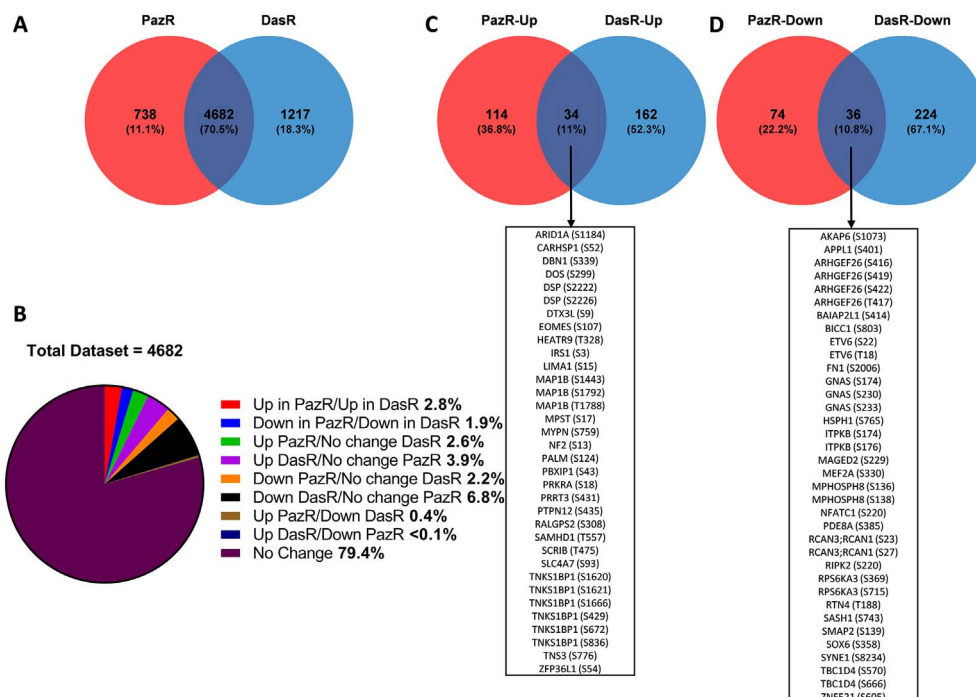 A
PazR
DasR
738
(11.1%)
4682
(70.5%)
1217
(18.3%)
B
Total Dataset = 4682
Up in PazR/Up in DasR 2.8%
Down in PazR/Down in DasR 1.9%
Up PazR/No change DasR 2.6%
Up DasR/No change PazR 3.9%
Down PazR/No change DasR 2.2%
Down DasR/No change PazR 6.8%
Up PazR/Down DasR 0.4%
Up DasR/Down PazR <0.1%
No Change 79.4%
C
PazR-Up
DasR-Up
114
(36.8%)
34
(11%)
162
(52.3%)
ARID1A (S1184)
CARHSP1 (S52)
DBN1 (S339)
DOS (S299)
DSP (S2222)
DSP (S2226)
DTX3L (S9)
EOMES (S107)
HEATR9 (T328)
IRS1 (S3)
LIMA1 (S15)
MAP1B (S1443)
MAP1B (S1792)
MAP1B (T1788)
MPST (S17)
MYPN (S759)
NF2 (S13)
PALM (S124)
PBXIP1 (S43)
PRKRA (S18)
PRRT3 (S431)
PTPN12 (S435)
RALGPS2 (S308)
SAMHD1 (T557)
SCRIB (T475)
SLC4A7 (S93)
TNKS1BP1 (S1620)
TNKS1BP1 (S1621)
TNKS1BP1 (S1666)
TNKS1BP1 (S429)
TNKS1BP1 (S672)
TNKS1BP1 (S836)
TNS3 (S776)
ZFP36L1 (S54)
D
PazR-Down
DasR-Down
74
(22.2%)
36
(10.8%)
224
(67.1%)
AKAP6 (S1073)
APPL1 (S401)
ARHGEF26 (S416)
ARHGEF26 (S419)
ARHGEF26 (S422)
ARHGEF26 (T417)
BAIAP2L1 (S414)
BICC1 (S803)
ETV6 (S22)
ETV6 (T18)
FN1 (S2006)
GNAS (S174)
GNAS (S230)
GNAS (S233)
HSPH1 (S765)
ITPKB (S174)
ITPKB (S176)
MAGED2 (S229)
MEF2A (S330)
MPHOSPH8 (S136)
MPHOSPH8 (S138)
NFATC1 (S220)
PDE8A (S385)
RCAN3;RCAN1 (S23)
RCAN3;RCAN1 (S27)
RIPK2 (S220)
RPS6KA3 (S369)
RPS6KA3 (S715)
RTN4 (T188)
SASH1 (S743)
SMAP2 (S139)
SOX6 (S358)
SYNE1 (S8234)
TBC1D4 (S570)
TBC1D4 (S666)